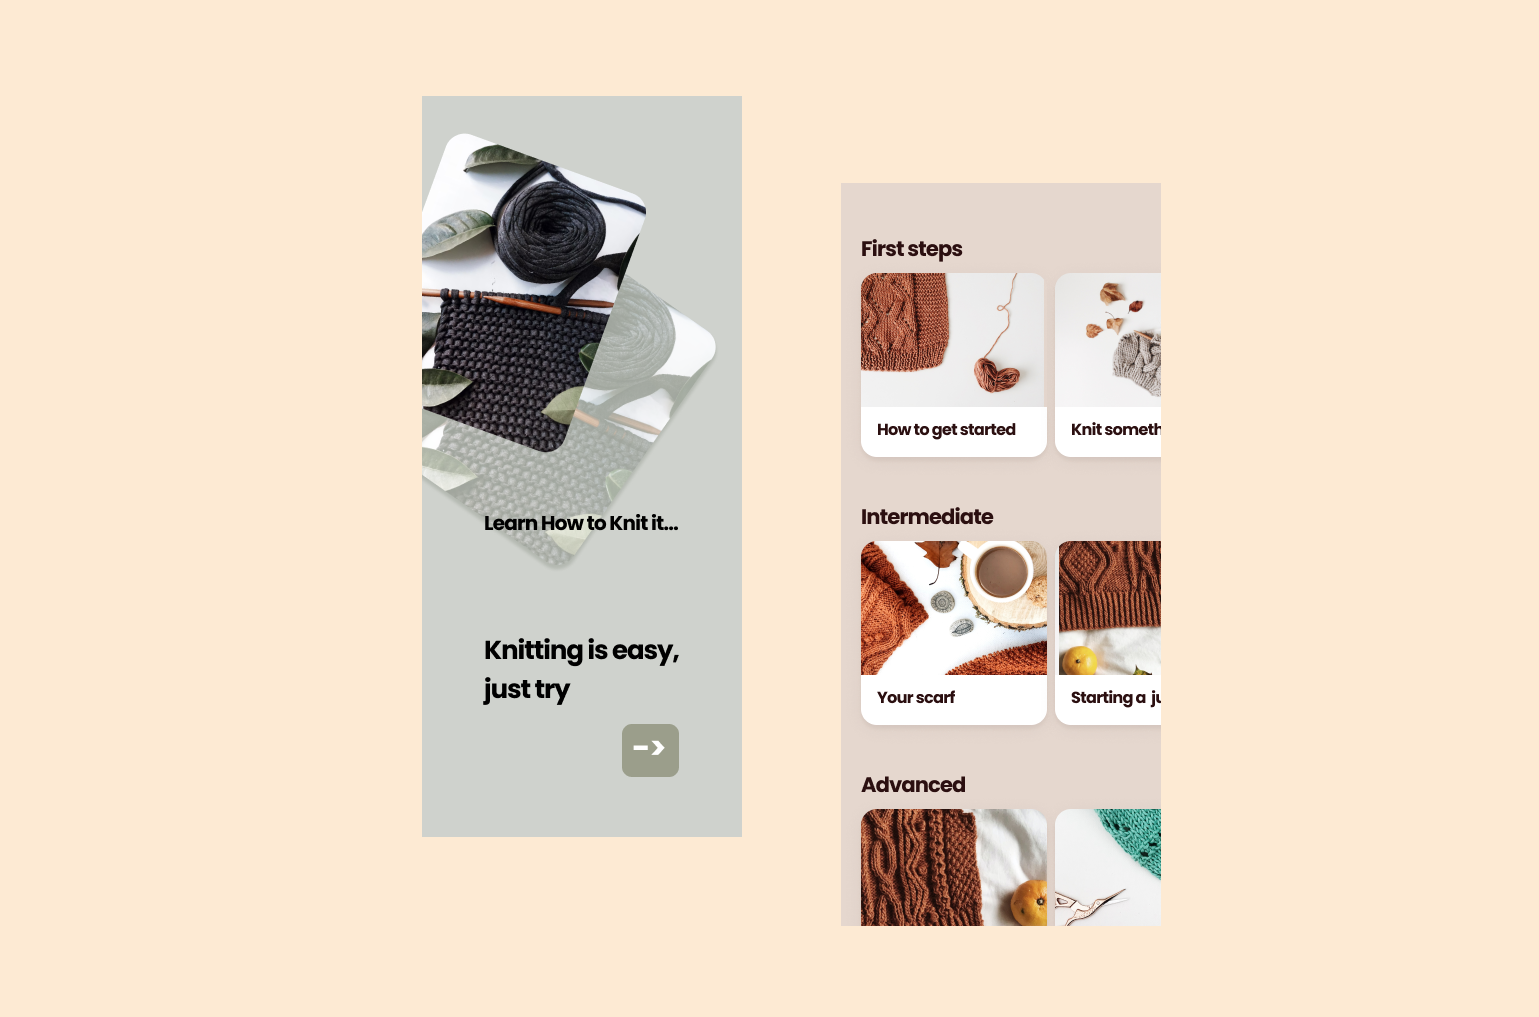 Learn How to Knit it...
Knitting is easy,
just try
->
First steps
How to get started
Knit someth
Intermediate
Your scarf
Starting a ju
Advanced